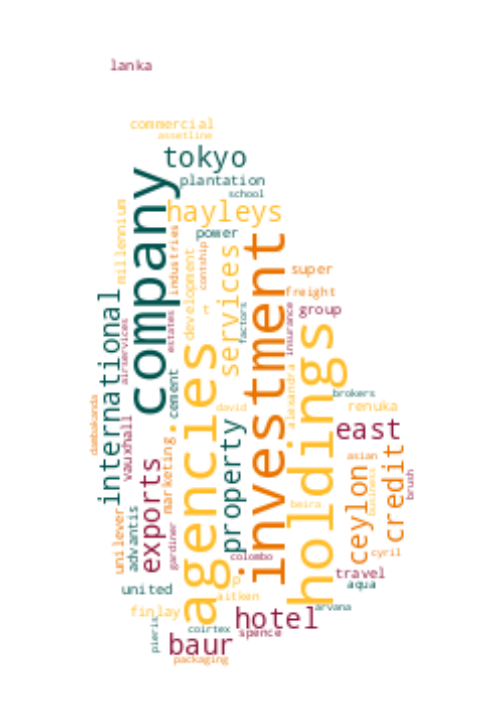 lanka
commercial
assetline
tokyo
plantation
school
company
millennium
hayleys
power
industries
contship
development
services
investment
super
freight
factors
insurance
group
international
airservices
estates
r
holdings
alexandra
agencies
cement
david
brokers
renuka
dambakanda
vauxhall
property
east
marketing
exports
asian
credit
ceylon
business
brush
unilever
advantis
gardiner
beira
colombo
cyril
travel
p
united
aqua
aitken
finlay
arvana
hotel
pieris
coirtex
spence
baur
packaging